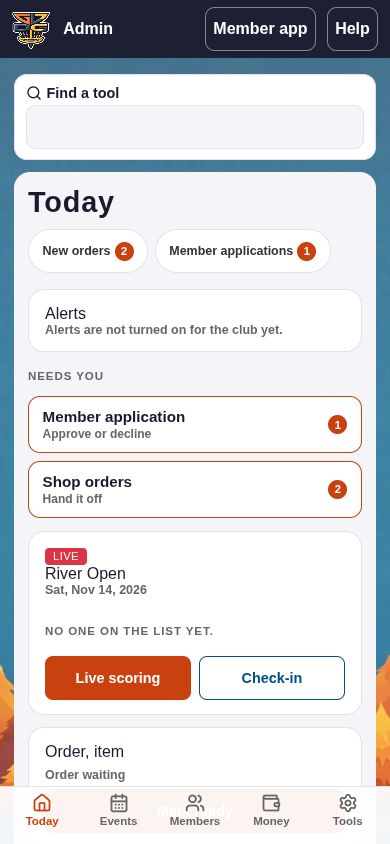 Admin
Member app
Help
Find a tool
Today
New orders 2
Member applications 1
Alerts
Alerts are not turned on for the club yet.
NEEDS YOU
Member application
Approve or decline
1
Shop orders
Hand it off
2
LIVE
River Open
Sat, Nov 14, 2026
NO ONE ON THE LIST YET.
Live scoring
Check-in
Order, item
Order waiting
Today
Events
Members
Money
Tools